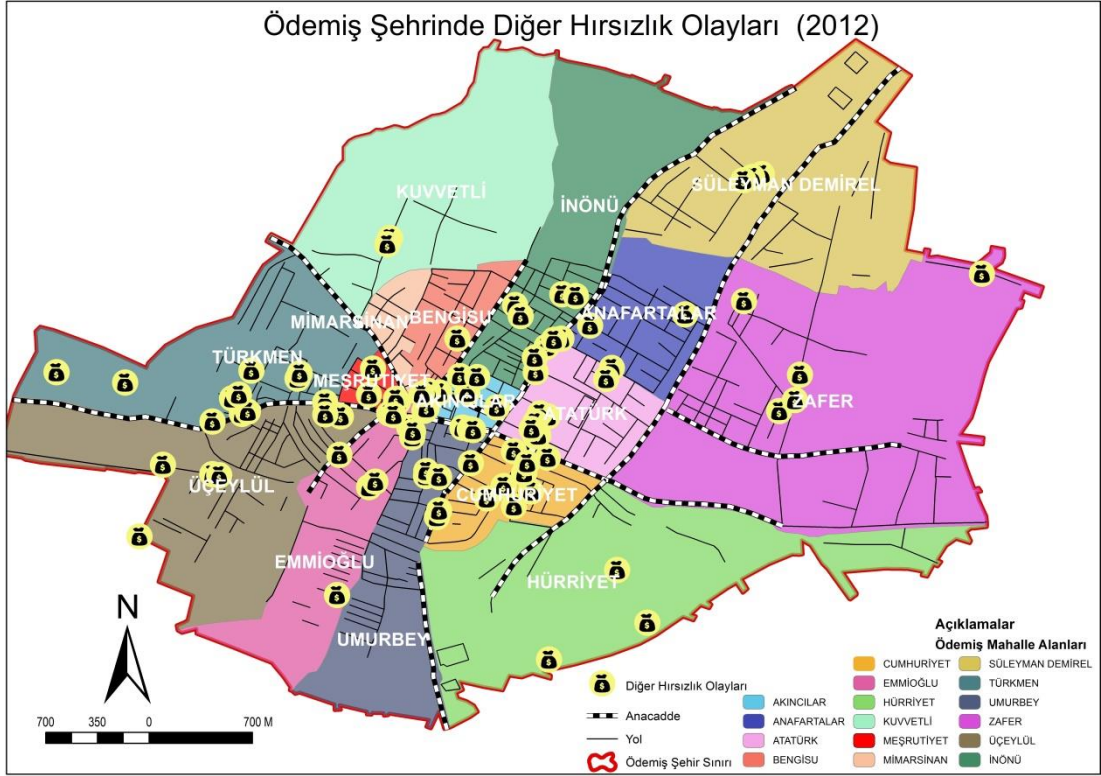 Ödemiş Şehrinde Diğer Hırsızlık Olayları (2012)
KUVVETLİ
SÜLEYMAN DEMİREL
İNÖNÜ
MİMARSİNAN
BENGİSU
ANAFARTALAR
TÜRKMEN
MEŞRUTİYET
AKINCILAR
ATATÜRK
ZAFER
ÜÇEYLÜL
CUMHURİYET
EMMİOĞLU
HÜRRİYET
UMURBEY
N
700 350 0 700 M
Açıklamalar
Ödemiş Mahalle Alanları
Diğer Hırsızlık Olayları
Anacadde
Yol
Ödemiş Şehir Sınırı
AKINCILAR
ANAFARTALAR
ATATÜRK
BENGİSU
CUMHURİYET
EMMİOĞLU
HÜRRİYET
KUVVETLİ
MEŞRUTİYET
MİMARSİNAN
SÜLEYMAN DEMİREL
TÜRKMEN
UMURBEY
ZAFER
ÜÇEYLÜL
İNÖNÜ